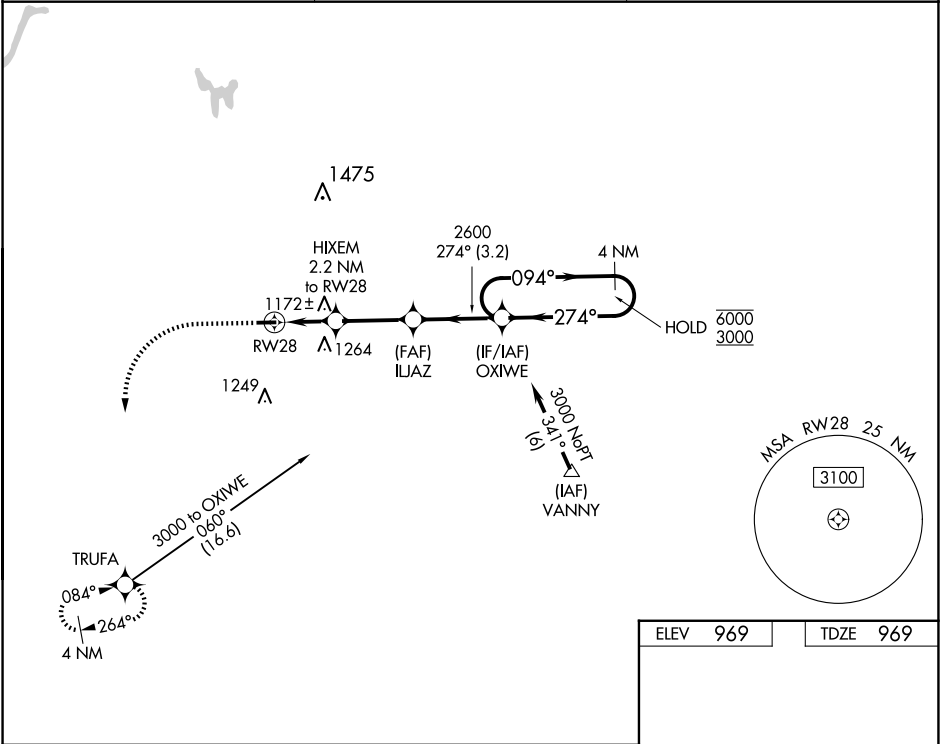 1475
HIXEM
2.2 NM
to RW28
1172±
RW28
1264
1249
2600
274° (3.2)
4 NM
094°
274°
HOLD
6000
3000
(FAF)
ILJAZ
(IF/IAF)
OXIWE
3000 NoPT
341°
(6)
(IAF)
VANNY
MSA RW28 25 NM
3100
3000 to OXIWE
060°
(16.6)
TRUFA
084°
264°
4 NM
ELEV 969
TDZE 969